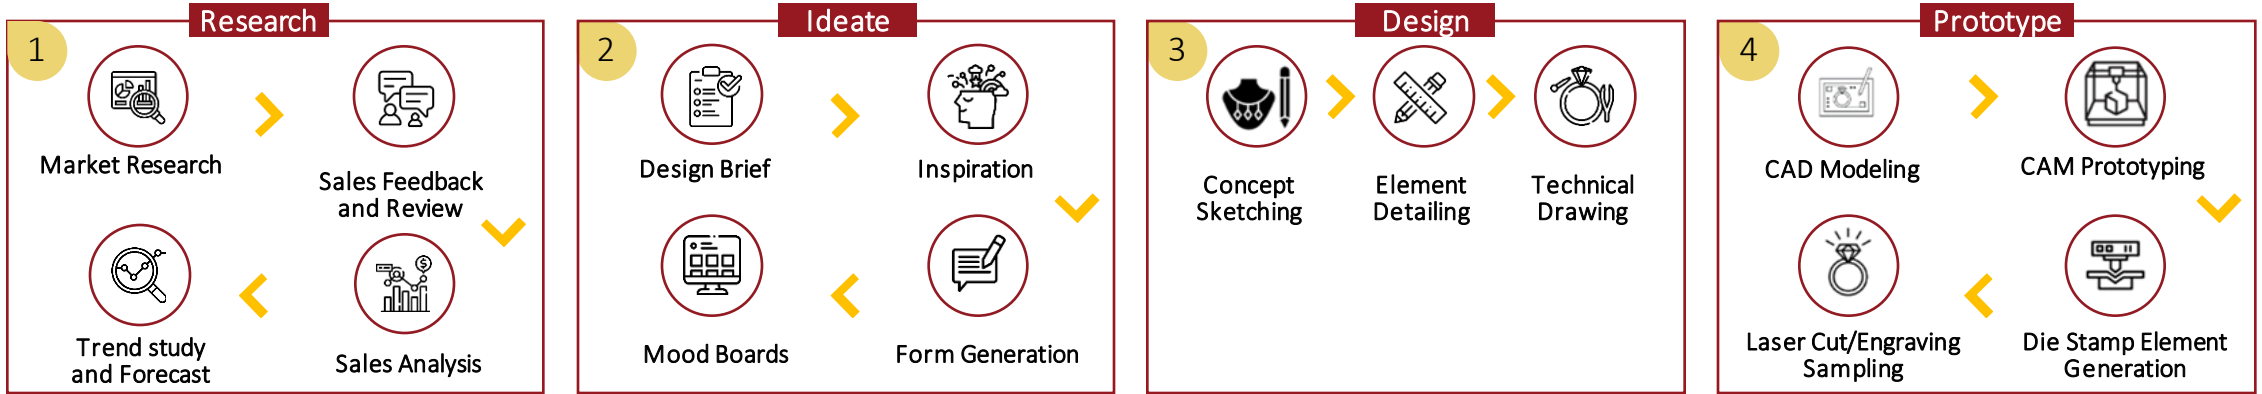 Research
1
Market Research
Sales Feedback
and Review
Trend study
and Forecast
Sales Analysis
Ideate
2
Design Brief
Inspiration
Mood Boards
Form Generation
Design
3
Concept
Sketching
Element
Detailing
Technical
Drawing
Prototype
4
CAD Modeling
CAM Prototyping
Laser Cut/Engraving
Sampling
Die Stamp Element
Generation